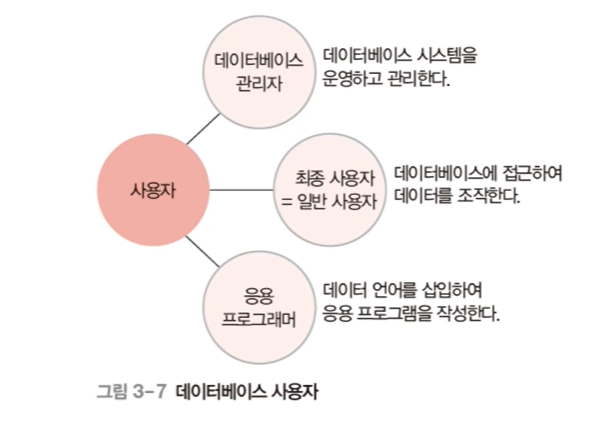 데이터베이스
관리자
데이터베이스 시스템을
운영하고 관리한다.
사용자
최종 사용자
= 일반 사용자
데이터베이스에 접근하여
데이터를 조작한다.
응용
프로그래머
데이터 언어를 삽입하여
응용 프로그램을 작성한다.
그림 3-7 데이터베이스 사용자